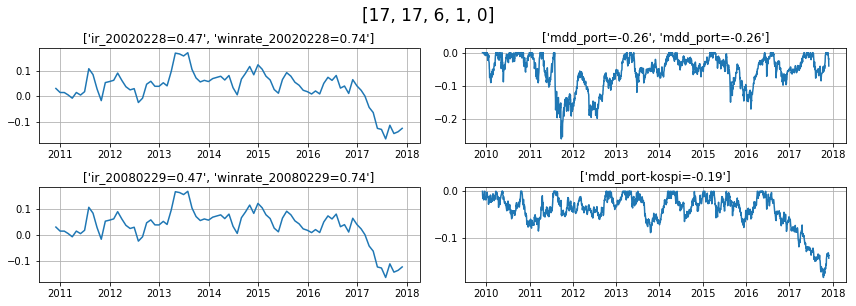 [17, 17, 6, 1, 0]
['ir_20020228=0.47', 'winrate_20020228=0.74']
0.1
0.0
−0.1
2011 2012 2013 2014 2015 2016 2017 2018
['mdd_port=-0.26', 'mdd_port=-0.26']
0.0
−0.1
−0.2
2010 2011 2012 2013 2014 2015 2016 2017 2018
['ir_20080229=0.47', 'winrate_20080229=0.74']
0.1
0.0
−0.1
2011 2012 2013 2014 2015 2016 2017 2018
['mdd_port-kospi=-0.19']
0.0
−0.1
2010 2011 2012 2013 2014 2015 2016 2017 2018